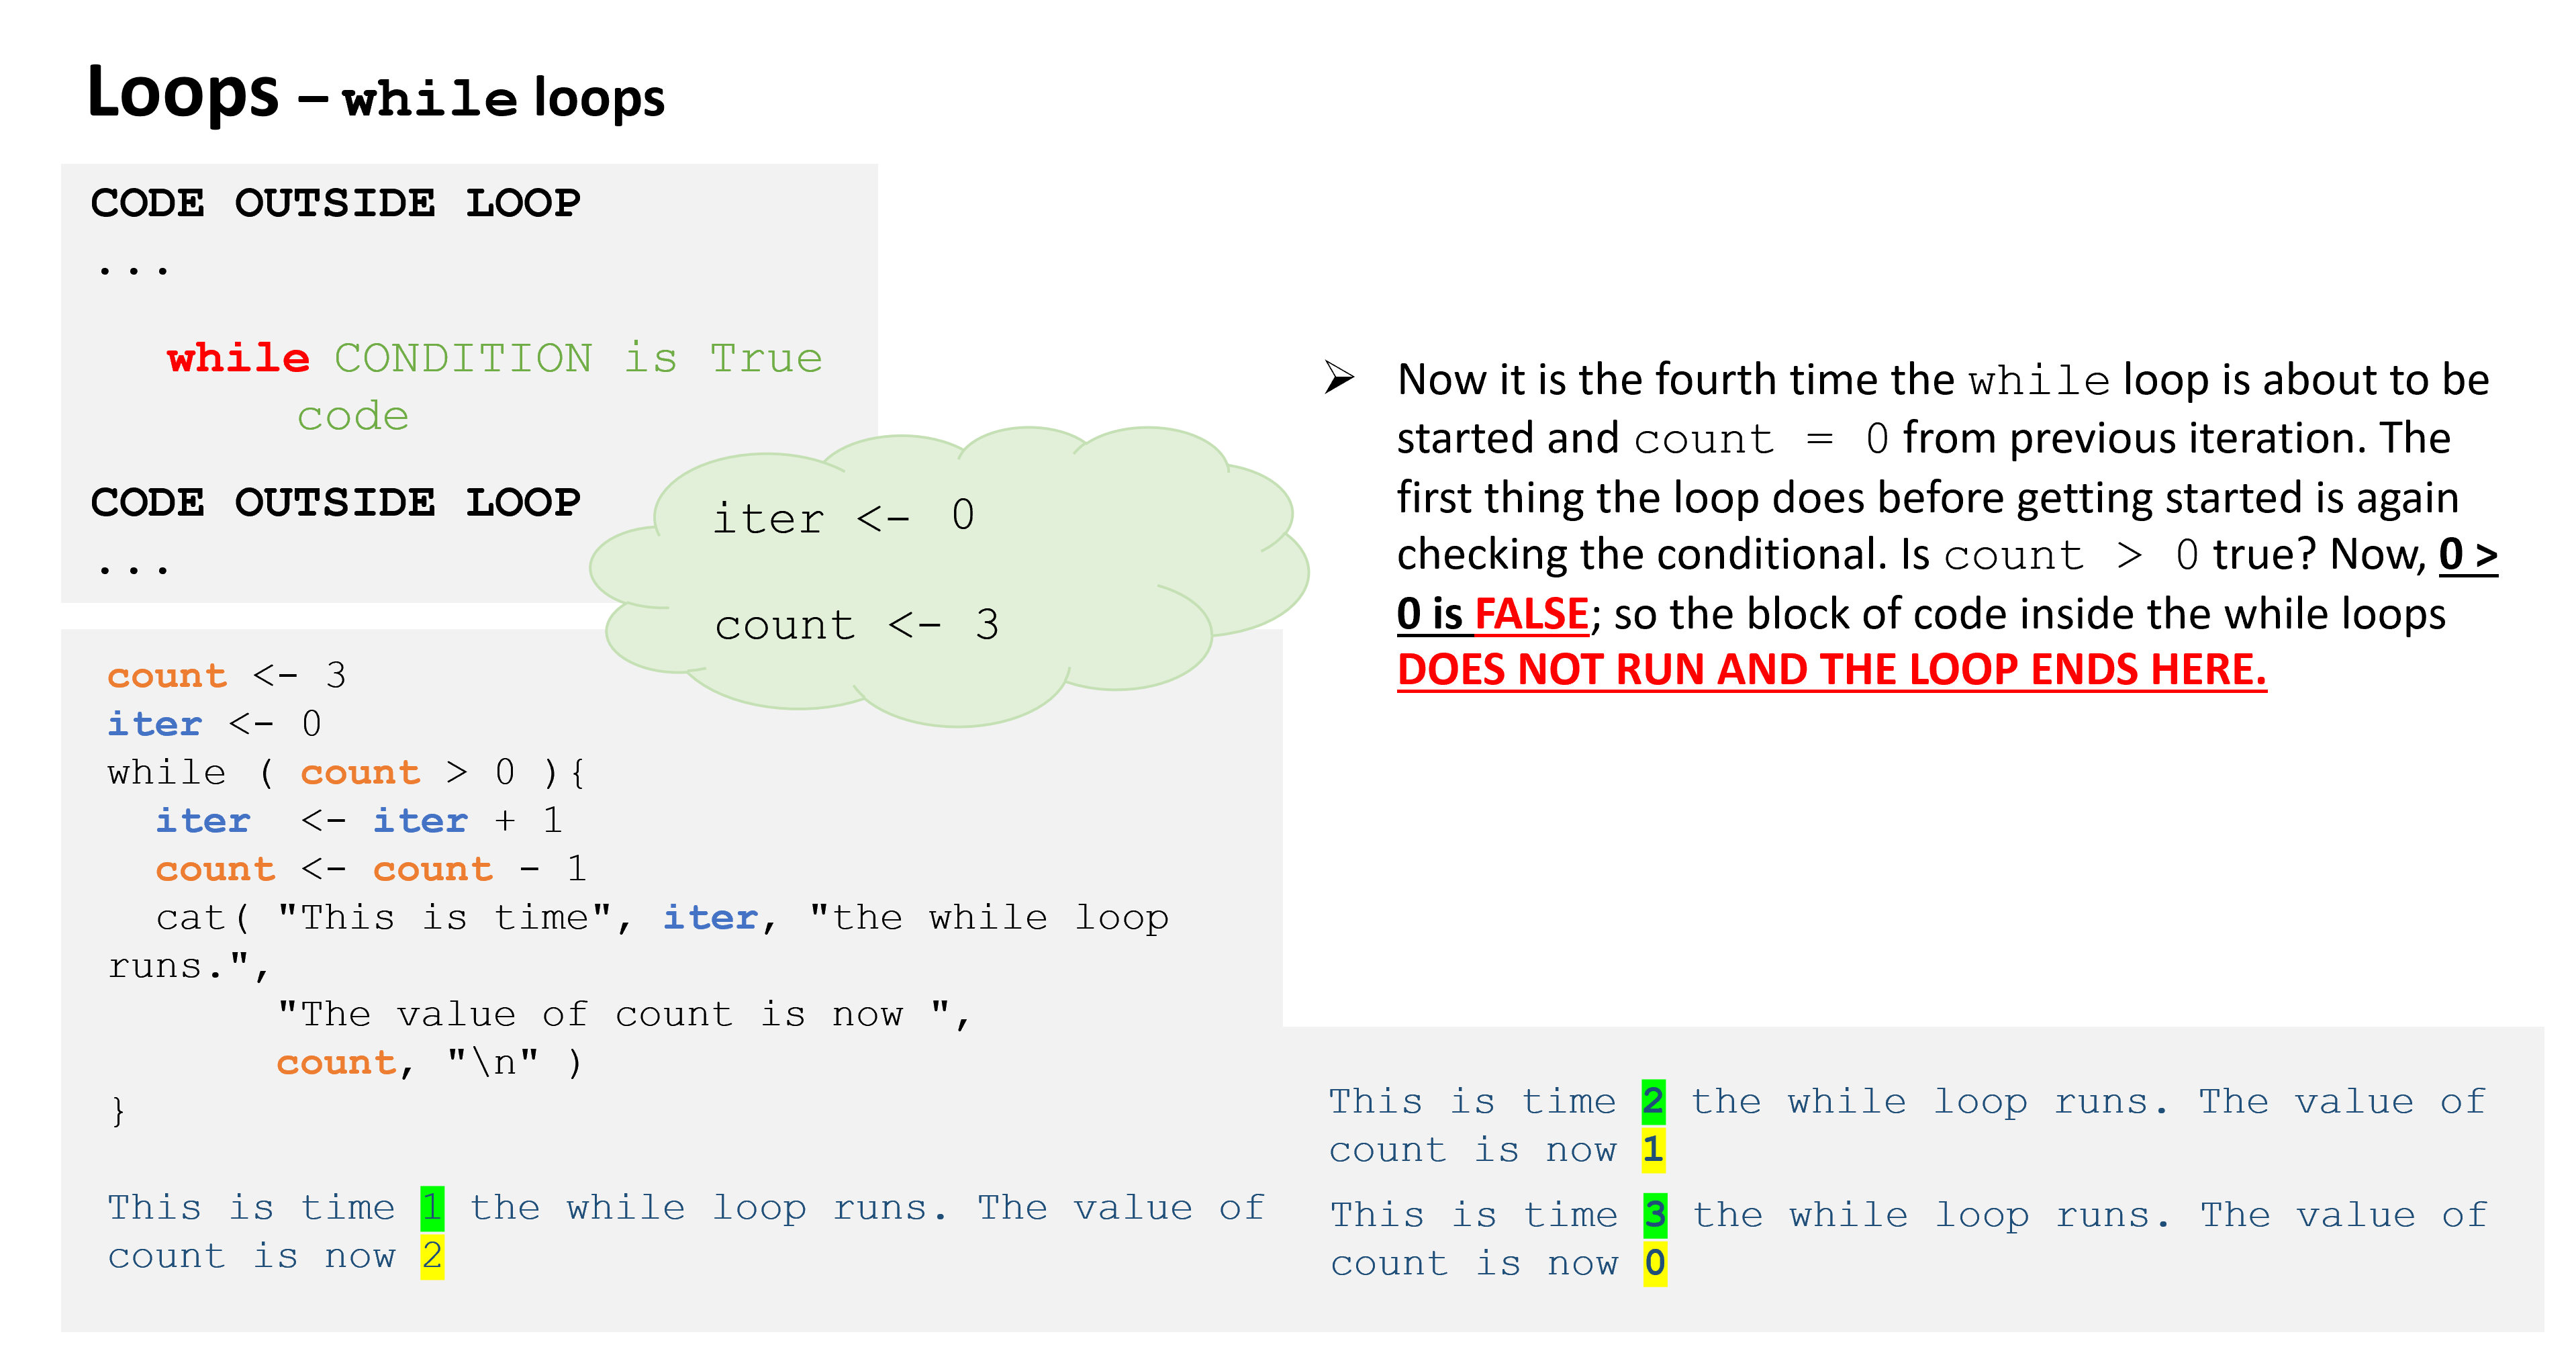 Loops – while loops
CODE OUTSIDE LOOP
...
while CONDITION is True
code
CODE OUTSIDE LOOP
...
iter <- 0
count <- 3
count <- 3
iter <- 0
while ( count > 0 ){
  iter  <- iter + 1
  count <- count - 1
  cat( "This is time", iter, "the while loop
runs.",
       "The value of count is now ",
       count, "\n" )
}
This is time 1 the while loop runs. The value of
count is now 2
➢ Now it is the fourth time the while loop is about to be
started and count = 0 from previous iteration. The
first thing the loop does before getting started is again
checking the conditional. Is count > 0 true? Now, 0 >
0 is FALSE; so the block of code inside the while loops
DOES NOT RUN AND THE LOOP ENDS HERE.
This is time 2 the while loop runs. The value of
count is now 1
This is time 3 the while loop runs. The value of
count is now 0